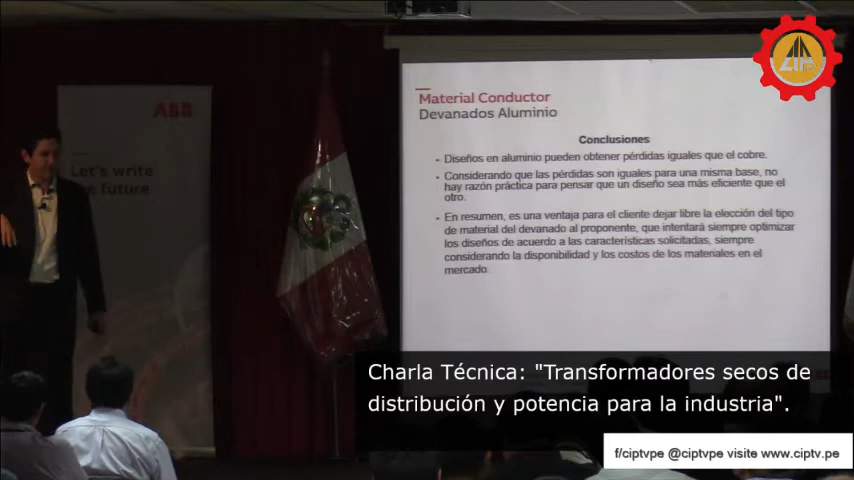 ABB
Let's write
future
CIP
Material Conductor
Devanados Aluminio
Conclusiones
- Diseños en aluminio pueden obtener pérdidas iguales que el cobre.
- Considerando que las pérdidas son iguales para una misma base, no
hay razón práctica para pensar que un diseño sea más eficiente que el
otro.
- En resumen, es una ventaja para el cliente dejar libre la elección del tipo
de material del devanado al proponente, que intentará siempre optimizar
los diseños de acuerdo a las características solicitadas, siempre
considerando la disponibilidad y los costos de los materiales en el
mercado.
Charla Técnica: "Transformadores secos de
distribución y potencia para la industria".
f/ciptvpe @ciptvpe visite www.ciptv.pe